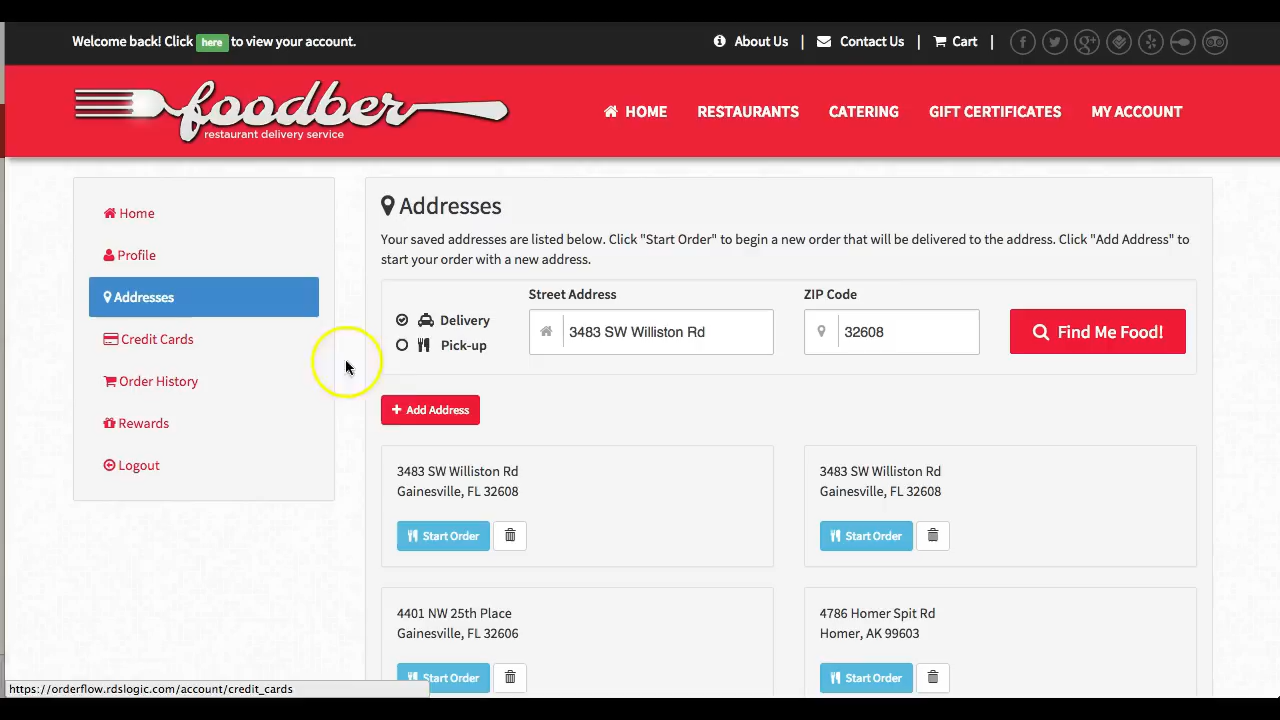 Welcome back! Click here to view your account.
About Us | Contact Us | Cart |
foodber
restaurant delivery service
HOME RESTAURANTS CATERING GIFT CERTIFICATES MY ACCOUNT
Home
Profile
Addresses
Credit Cards
Order History
Rewards
Logout
Addresses
Your saved addresses are listed below. Click "Start Order" to begin a new order that will be delivered to the address. Click "Add Address" to
start your order with a new address.
Street Address
ZIP Code
Delivery
Pick-up
3483 SW Williston Rd
32608
Find Me Food!
+ Add Address
3483 SW Williston Rd
Gainesville, FL 32608
Start Order
3483 SW Williston Rd
Gainesville, FL 32608
Start Order
4401 NW 25th Place
Gainesville, FL 32606
Start Order
4786 Homer Spit Rd
Homer, AK 99603
Start Order
https://orderflow.rdslogic.com/account/credit_cards